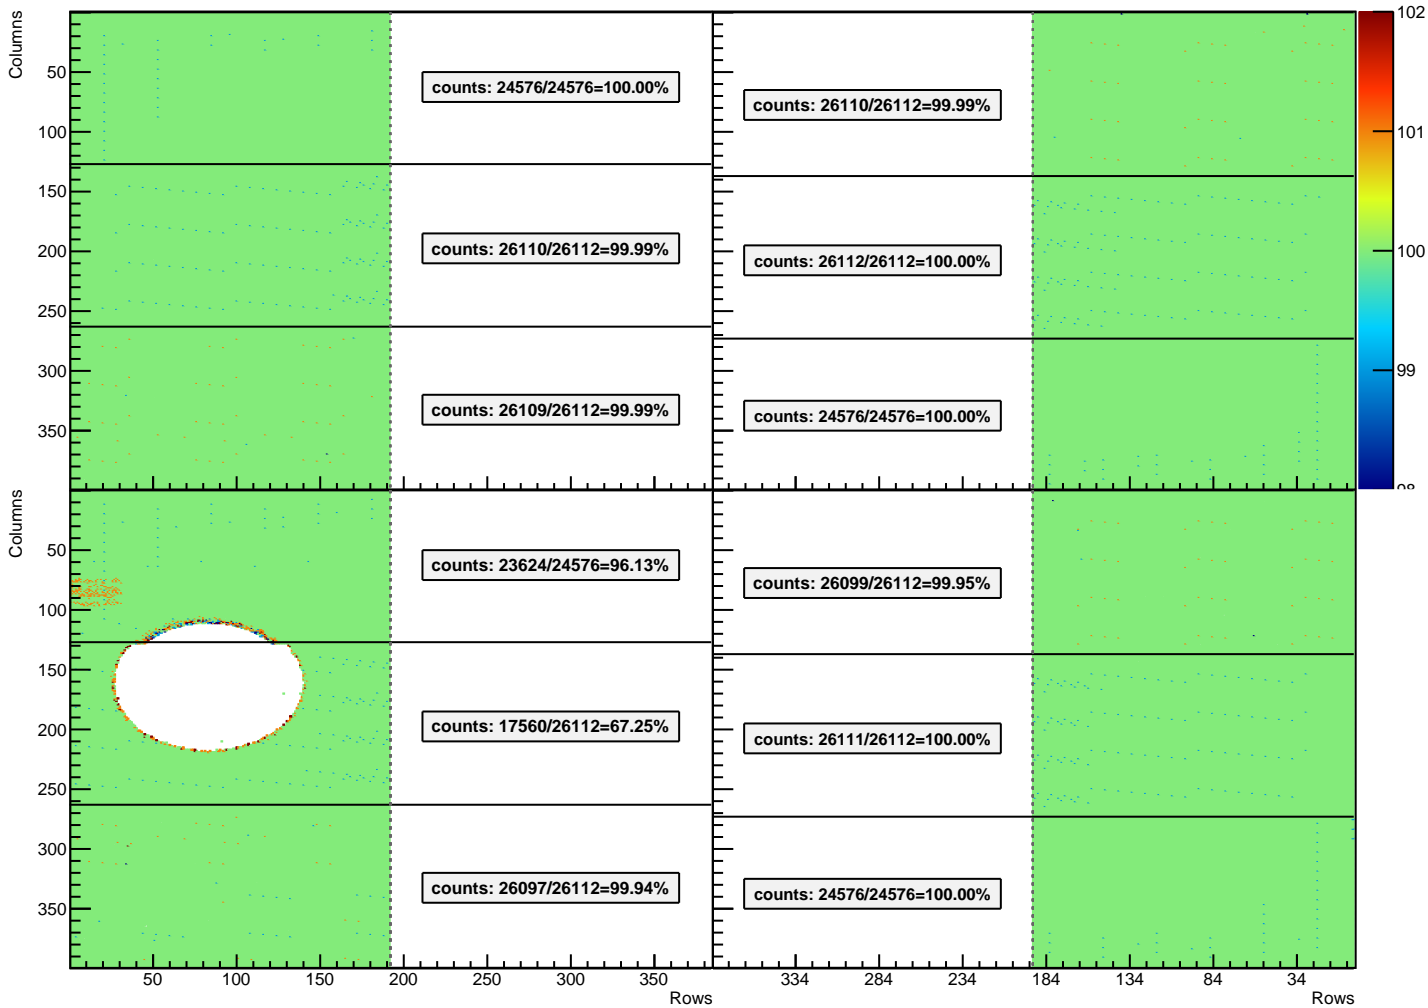 Columns
50
100
150
200
250
300
350
counts: 24576/24576=100.00%
counts: 26110/26112=99.99%
counts: 26109/26112=99.99%
counts: 26110/26112=99.99%
counts: 26112/26112=100.00%
counts: 24576/24576=100.00%
102
101
100
99
Columns
50
100
150
200
250
300
350
counts: 23624/24576=96.13%
counts: 17560/26112=67.25%
counts: 26097/26112=99.94%
counts: 26099/26112=99.95%
counts: 26111/26112=100.00%
counts: 24576/24576=100.00%
50 100 150 200 250 300 350
Rows
334 284 234 184 134 84 34
Rows